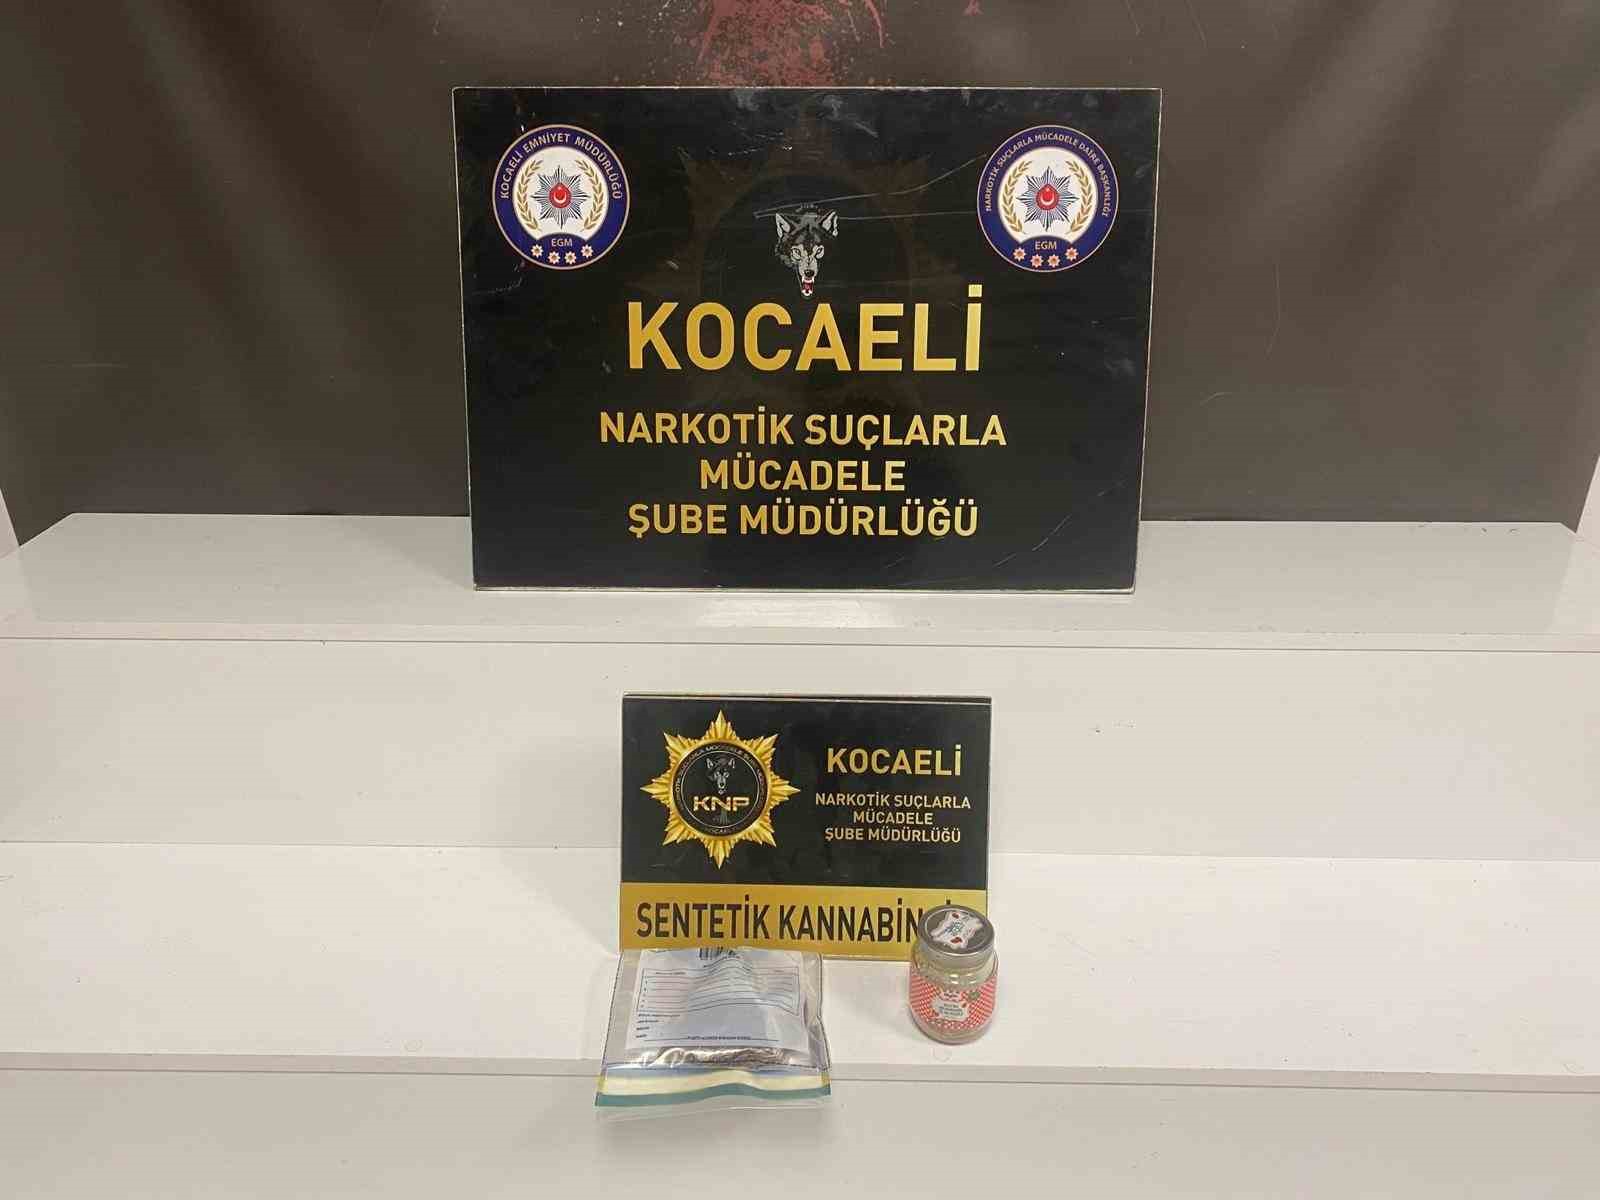 KOCAELİ EMNİYET MÜDÜRLÜĞÜ
EGM
NARKOTİK SUÇLARLA MÜCADELE DAİRE BAŞKANLIĞI
EGM
KOCAELİ
NARKOTİK SUÇLARLA
MÜCADELE
ŞUBE MÜDÜRLÜĞÜ
KNP
KOCAELİ
KOCAELİ
NARKOTİK SUÇLARLA
MÜCADELE
ŞUBE MÜDÜRLÜĞÜ
SENTETİK KANNABİN